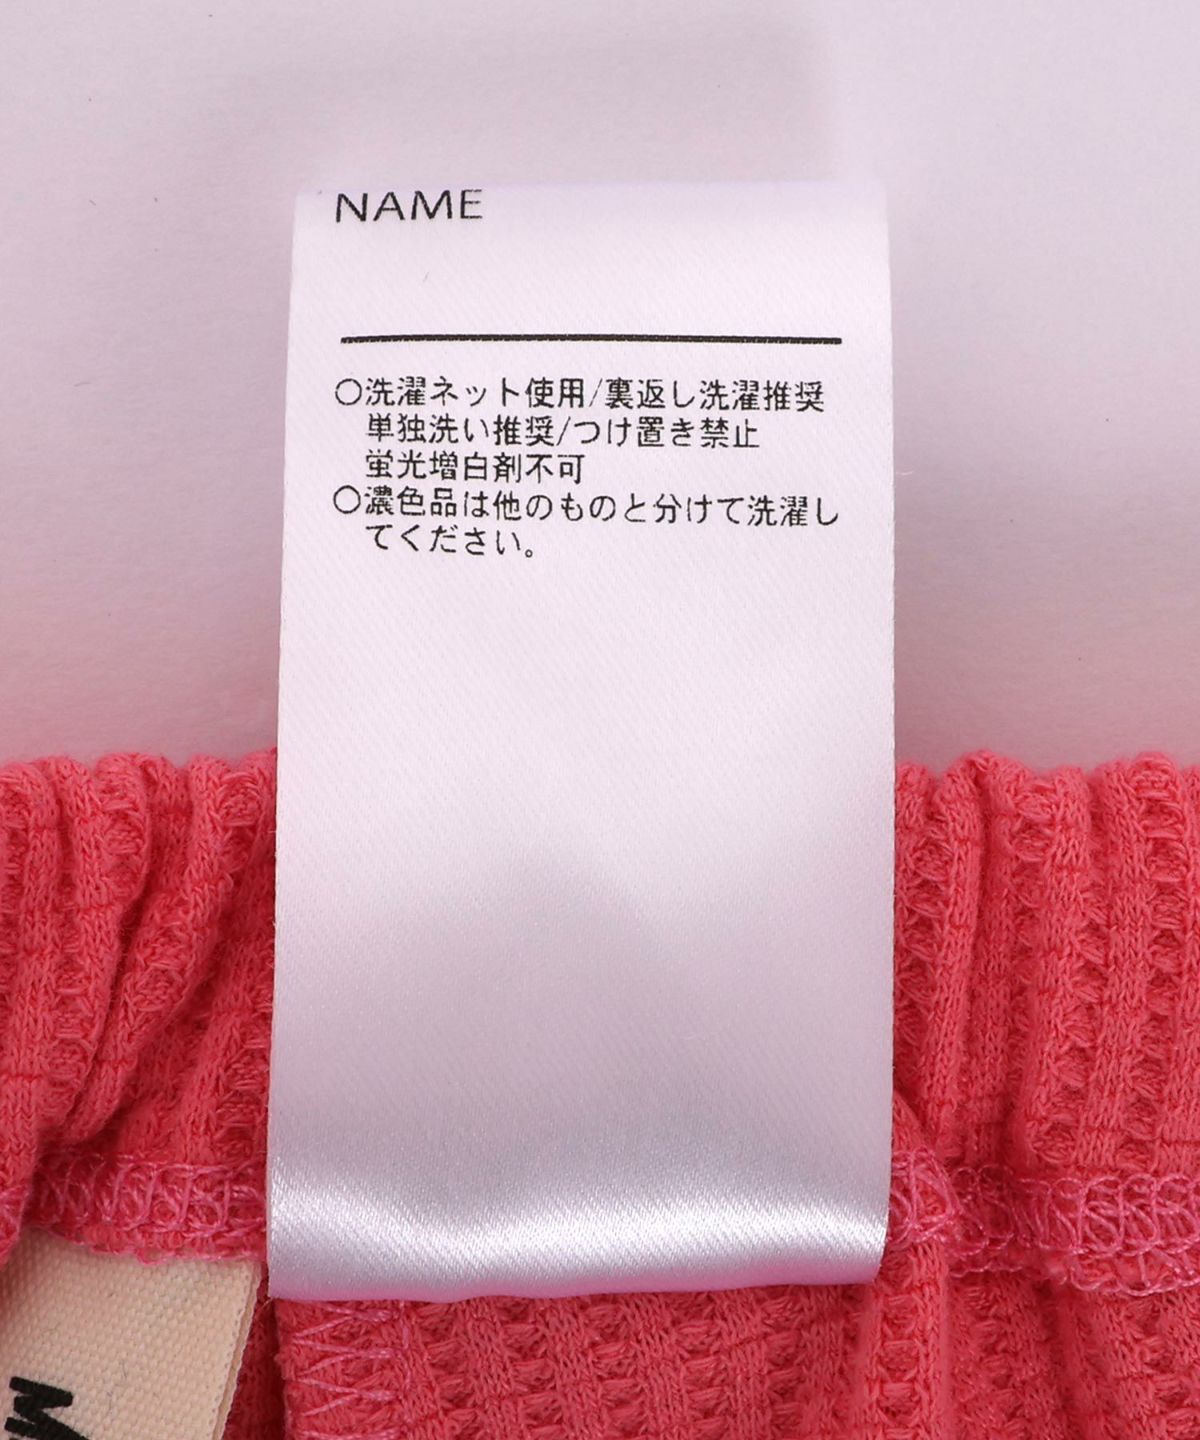 NAME
○洗濯ネット使用/裏返し洗濯推奨
単独洗い推奨/つけ置き禁止
蛍光増白剤不可
○濃色品は他のものと分けて洗濯し
てください。
M